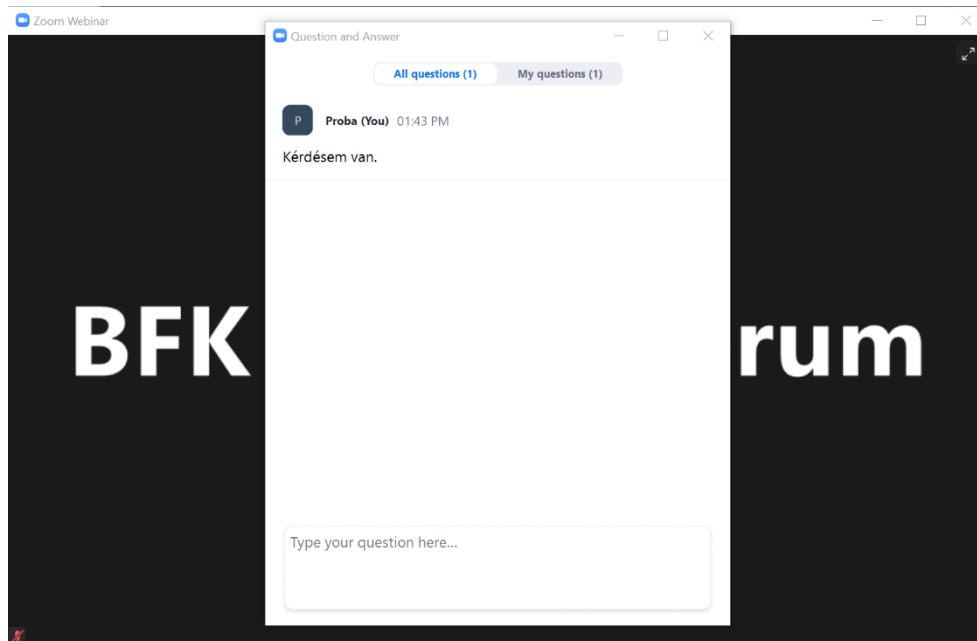 Zoom Webinar
Question and Answer
All questions (1) My questions (1)
P Proba (You) 01:43 PM
Kérdésem van.
BFK rum
Type your question here...